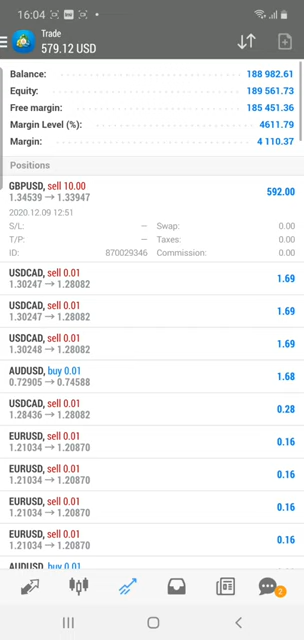 16:04
Trade
579.12 USD
Balance: 188 982.61
Equity: 189 561.73
Free margin: 185 451.36
Margin Level (%): 4611.79
Margin: 4 110.37
Positions
GBPUSD, sell 10.00 592.00
1.34539 → 1.33947
2020.12.09 12:51
S/L: — Swap: 0.00
T/P: — Taxes: 0.00
ID: 870029346 Commission: 0.00
USDCAD, sell 0.01 1.69
1.30247 → 1.28082
USDCAD, sell 0.01 1.69
1.30247 → 1.28082
USDCAD, sell 0.01 1.69
1.30248 → 1.28082
AUDUSD, buy 0.01 1.68
0.72905 → 0.74588
USDCAD, sell 0.01 0.28
1.28436 → 1.28082
EURUSD, sell 0.01 0.16
1.21034 → 1.20870
EURUSD, sell 0.01 0.16
1.21034 → 1.20870
EURUSD, sell 0.01 0.16
1.21034 → 1.20870
EURUSD, sell 0.01 0.16
1.21034 → 1.20870
AUDUSD, buy 0.01
2